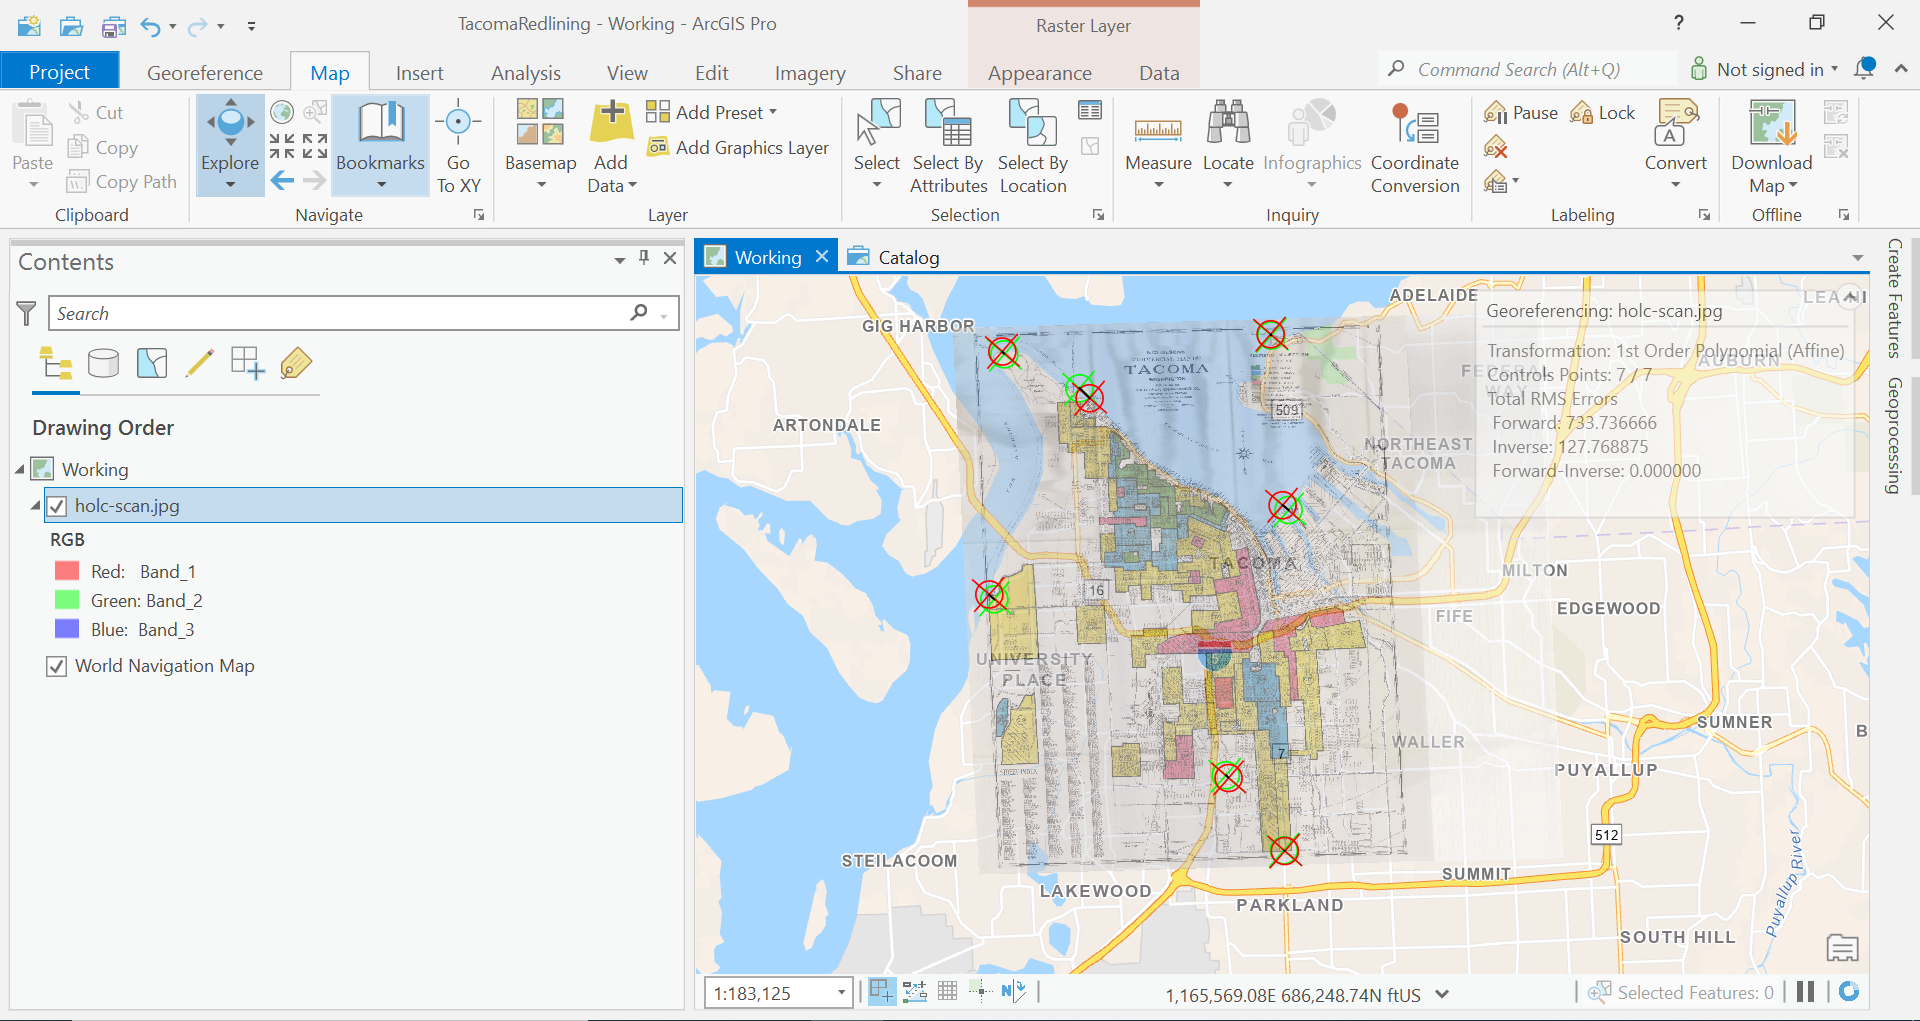 TacomaRedlining - Working - ArcGIS Pro
Raster Layer
?
Project
Georeference
Map
Insert
Analysis
View
Edit
Imagery
Share
Appearance
Data
Command Search (Alt+Q)
Not signed in
Paste
Cut
Copy
Copy Path
Clipboard
Explore
Bookmarks
Go
To XY
Navigate
Basemap
Add
Data
Add Preset
Add Graphics Layer
Layer
Select
Select By
Attributes
Select By
Location
Selection
Measure
Locate
Infographics
Coordinate
Conversion
Inquiry
Pause
Lock
Convert
Labeling
Download
Map
Offline
Contents
Search
Drawing Order
Working
holc-scan.jpg
RGB
Red: Band_1
Green: Band_2
Blue: Band_3
World Navigation Map
Working
Catalog
Create Features
Geoprocessing
Georeferencing: holc-scan.jpg
Transformation: 1st Order Polynomial (Affine)
Controls Points: 7 / 7
Total RMS Errors
Forward: 733.736666
Inverse: 127.768875
Forward-Inverse: 0.000000
ADELAIDE
GIG HARBOR
TACOMA
AUBURN
509
ARTONDALE
NORTHEAST
TACOMA
TACOMA
MILTON
16
EDGEWOOD
FIFE
UNIVERSITY
PLACE
SUMNER
B
WALLER
7
PUYALLUP
512
STEILACOOM
SUMMIT
LAKEWOOD
PARKLAND
Puyallup River
SOUTH HILL
1:183,125
1,165,569.08E 686,248.74N ftUS
Selected Features: 0